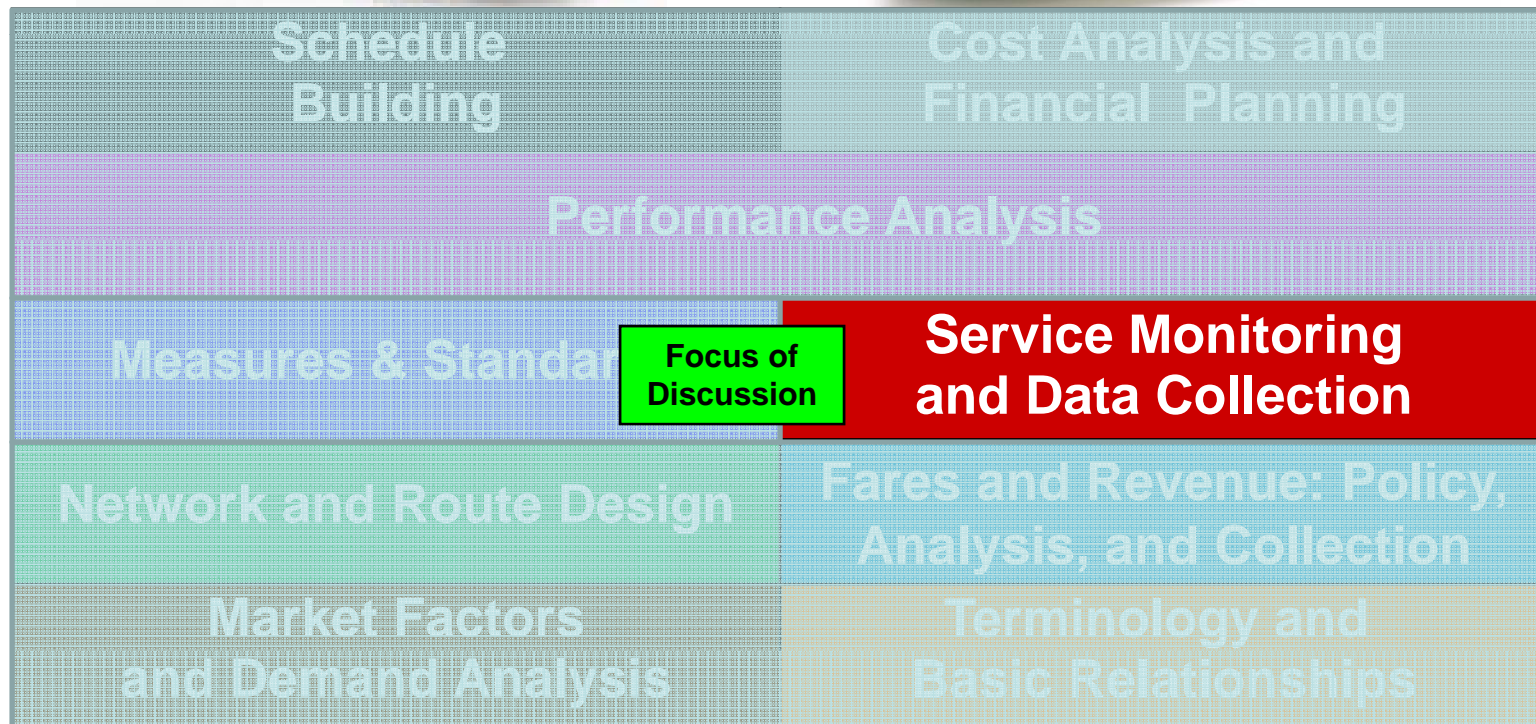 Schedule
Building
Cost Analysis and
Financial Planning
Performance Analysis
Measures & Standar
Focus of
Discussion
Service Monitoring
and Data Collection
Network and Route Design
Fares and Revenue: Policy,
Analysis, and Collection
Market Factors
and Demand Analysis
Terminology and
Basic Relationships